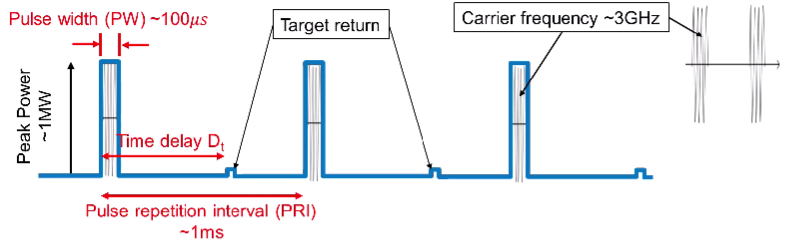 Pulse width (PW) ~100μs
Target return
Carrier frequency ~3GHz
Peak Power
~1MW
Time delay Dt
Pulse repetition interval (PRI)
~1ms